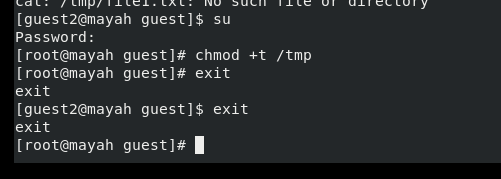 cat: /tmp/file1.txt: No such file or directory
[guest2@mayah guest]$ su
Password:
[root@mayah guest]# chmod +t /tmp
[root@mayah guest]# exit
exit
[guest2@mayah guest]$ exit
exit
[root@mayah guest]#